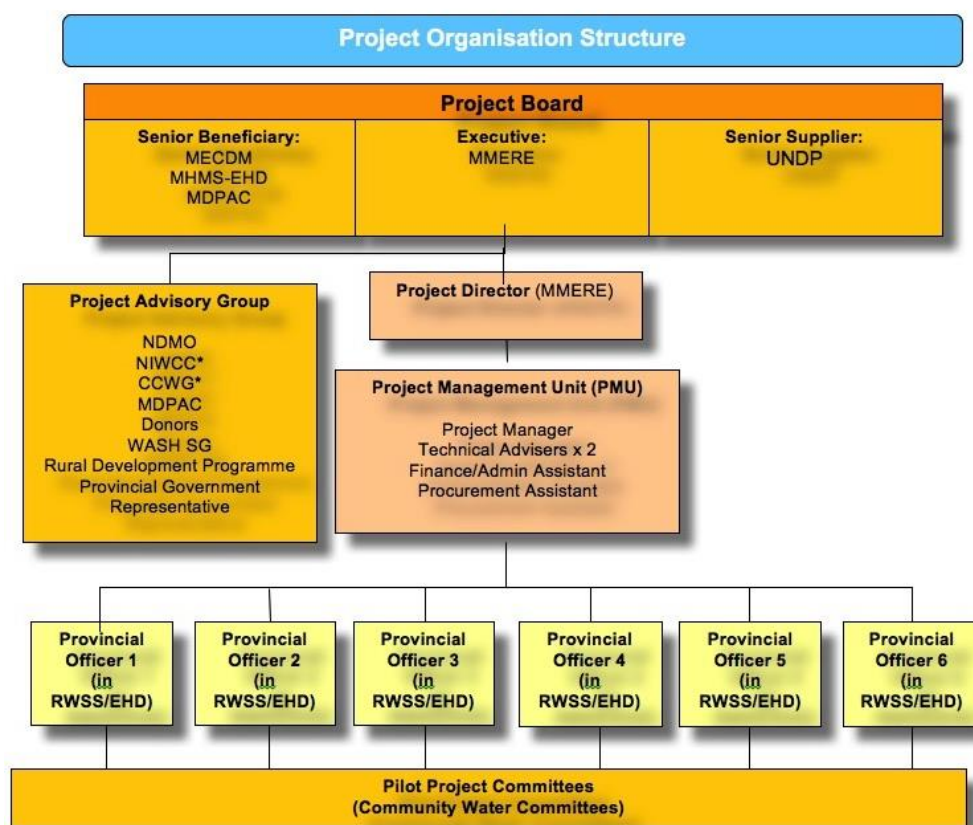 Project Organisation Structure
Project Board
Senior Beneficiary:
MECDM
MHMS-EHD
MDPAC
Executive:
MMERE
Senior Supplier:
UNDP
Project Advisory Group
NDMO
NIWCC*
CCWG*
MDPAC
Donors
WASH SG
Rural Development Programme
Provincial Government
Representative
Project Director (MMERE)
Project Management Unit (PMU)
Project Manager
Technical Advisers x 2
Finance/Admin Assistant
Procurement Assistant
Provincial
Officer 1
(in
RWSS/EHD)
Provincial
Officer 2
(in
RWSS/EHD)
Provincial
Officer 3
(in
RWSS/EHD)
Provincial
Officer 4
(in
RWSS/EHD)
Provincial
Officer 5
(in
RWSS/EHD)
Provincial
Officer 6
(in
RWSS/EHD)
Pilot Project Committees
(Community Water Committees)